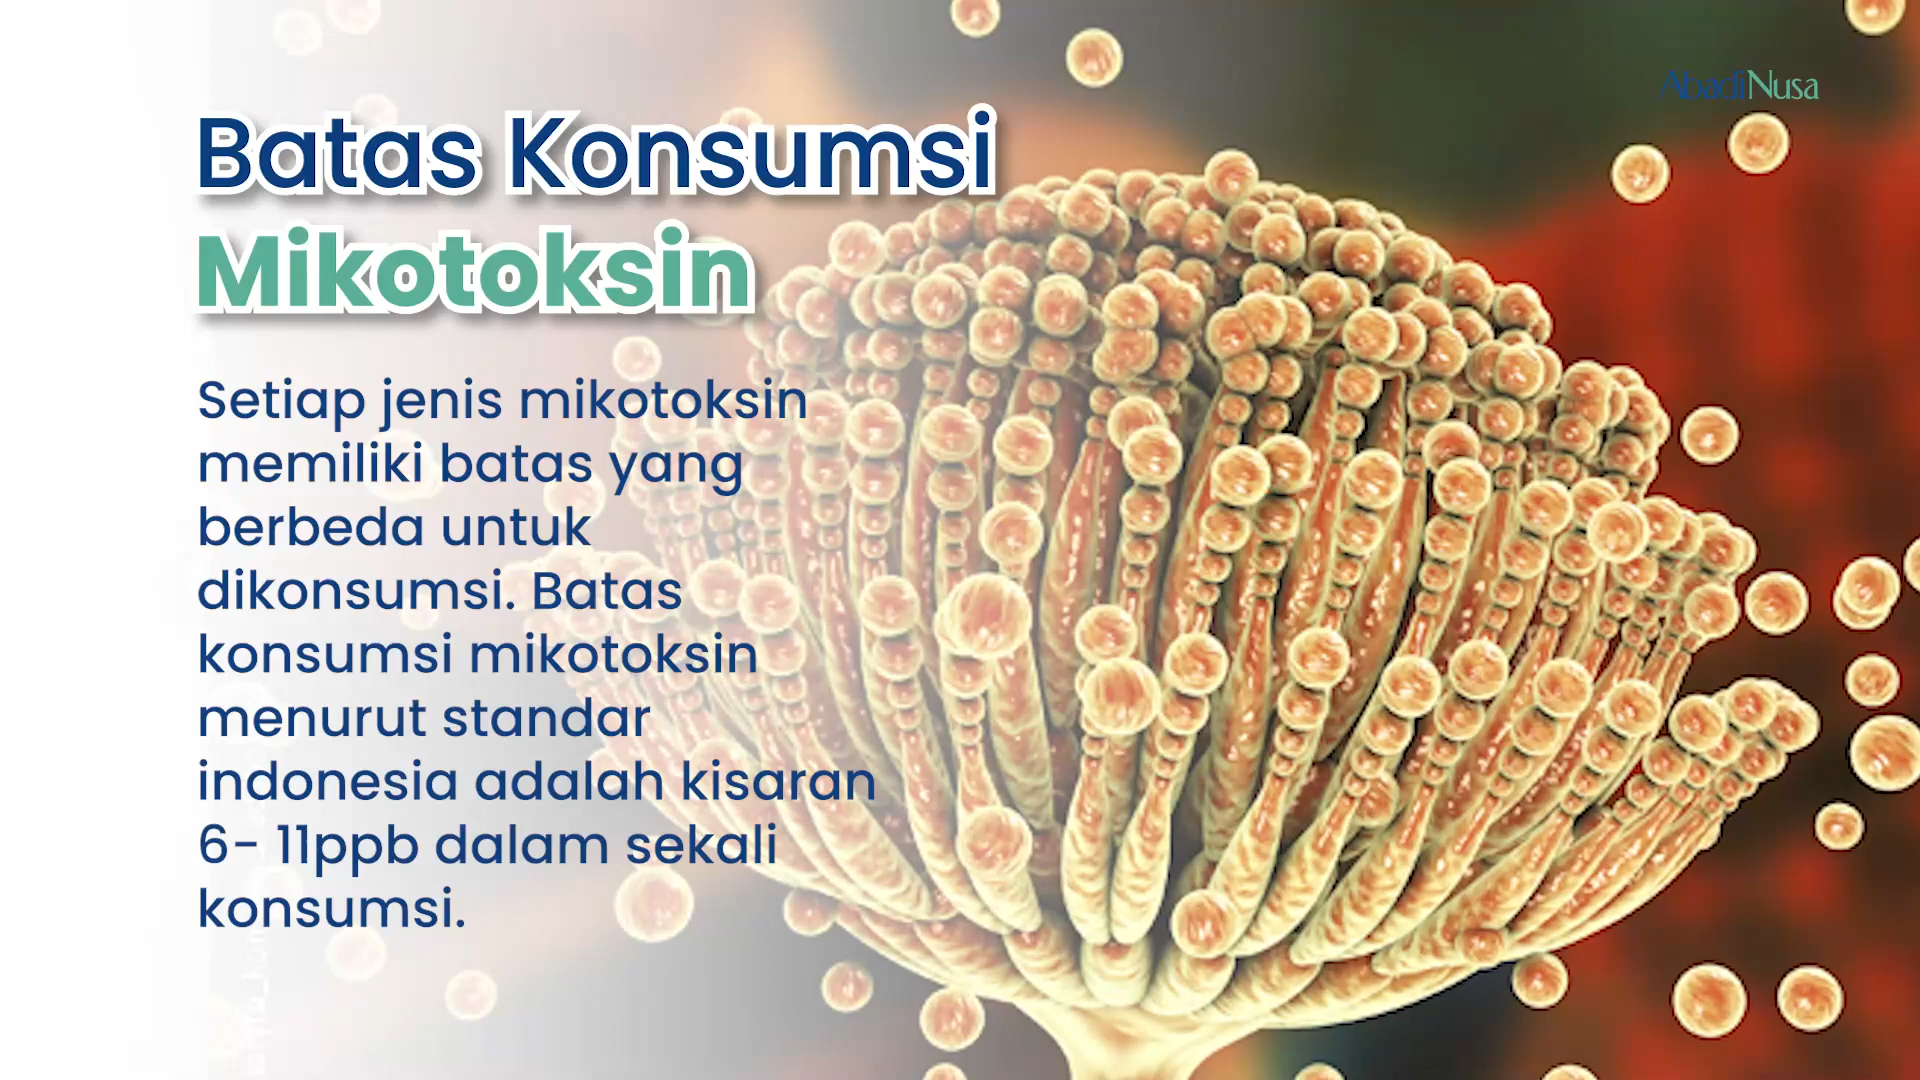 AbadiNusa
Batas Konsumsi
Mikotoksin
Setiap jenis mikotoksin
memiliki batas yang
berbeda untuk
dikonsumsi. Batas
konsumsi mikotoksin
menurut standar
indonesia adalah kisaran
6- 11ppb dalam sekali
konsumsi.